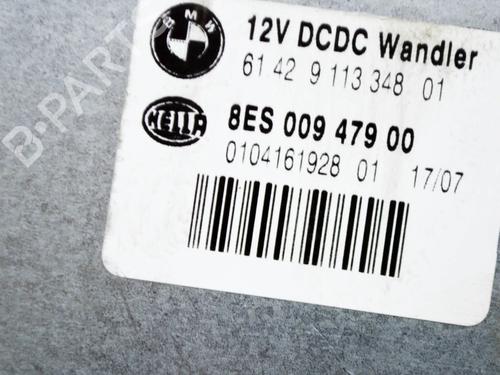 BMW
12V DCDC Wandler
61 42 9 113 348 01
HELLA
8ES 009 479 00
0104161928 01 17/07
B-PARTS